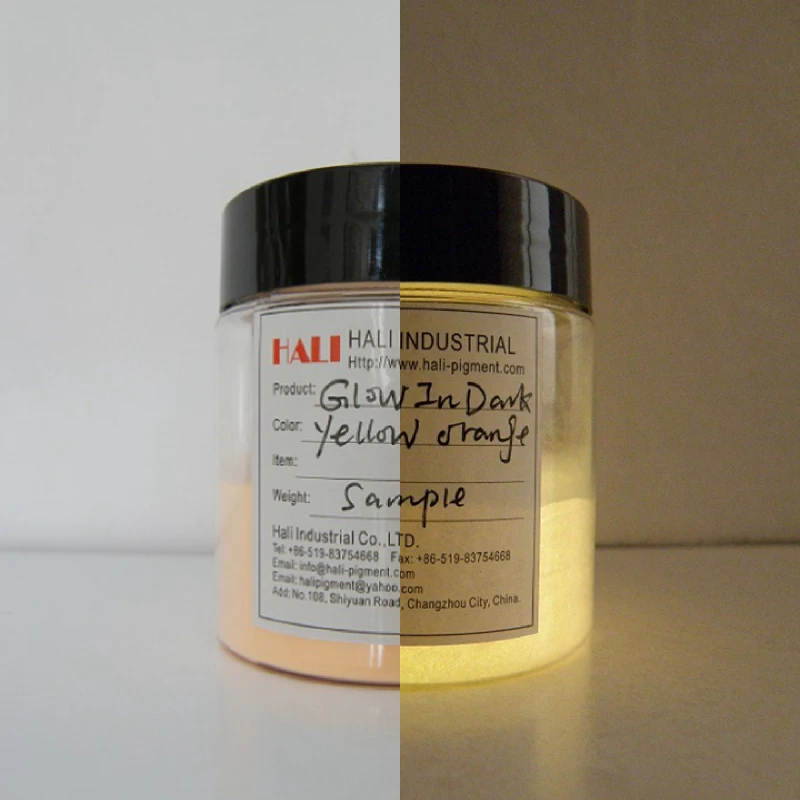 HALI HALI INDUSTRIAL
Http://www.hali-pigment.com
Product: Glow In Dark
Color: Yellow orange
Item:
Weight: Sample
Hali Industrial Co.,LTD.
Tel: +86-519-83754668 Fax: +86-519-83754668
Email: info@hali-pigment.com
Email: halipigment@yahoo.com
Add: No.108, Shiyuan Road, Changzhou City, China.